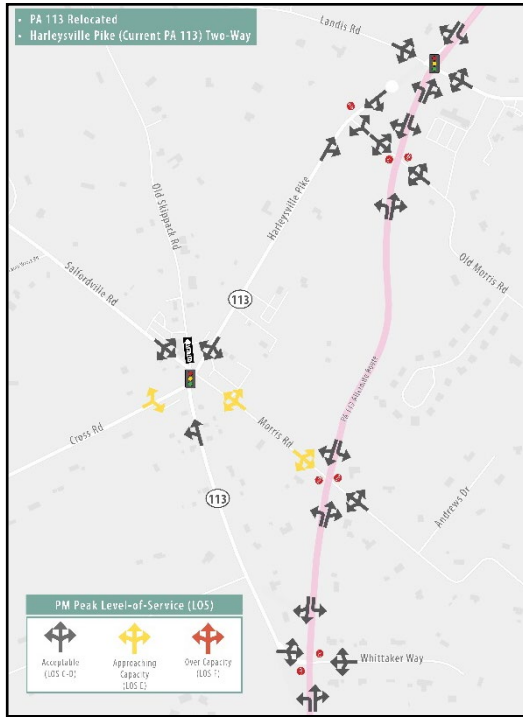 • PA 113 Relocated
• Harleysville Pike (Current PA 113) Two-Way
Landis Rd
Old Skippack Rd
Harleysville Pike
Salfordville Rd
Old Morris Rd
113
Cross Rd
Morris Rd
113
Andrews Dr
Whittaker Way
PM Peak Level-of-Service (LOS)
Acceptable
(LOS C-D)
Approaching
Capacity
(LOS E)
Over Capacity
(LOS F)